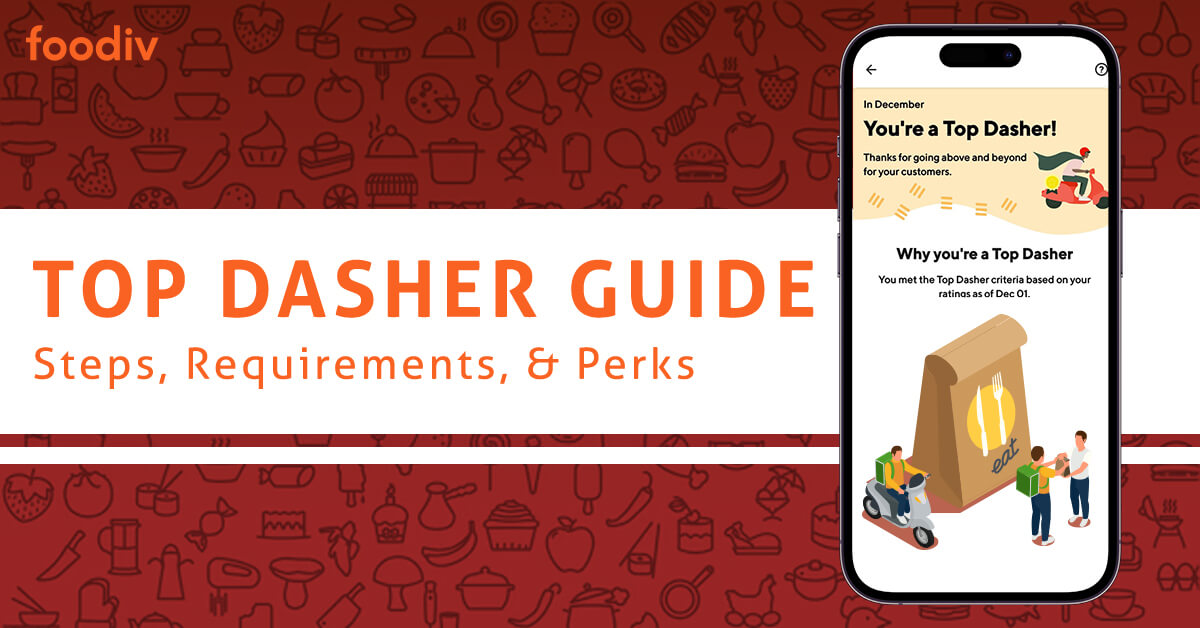 foodiv
TOP DASHER GUIDE
Steps, Requirements, & Perks
In December
You're a Top Dasher!
Thanks for going above and beyond
for your customers.
Why you're a Top Dasher
You met the Top Dasher criteria based on your
ratings as of Dec 01.
eat